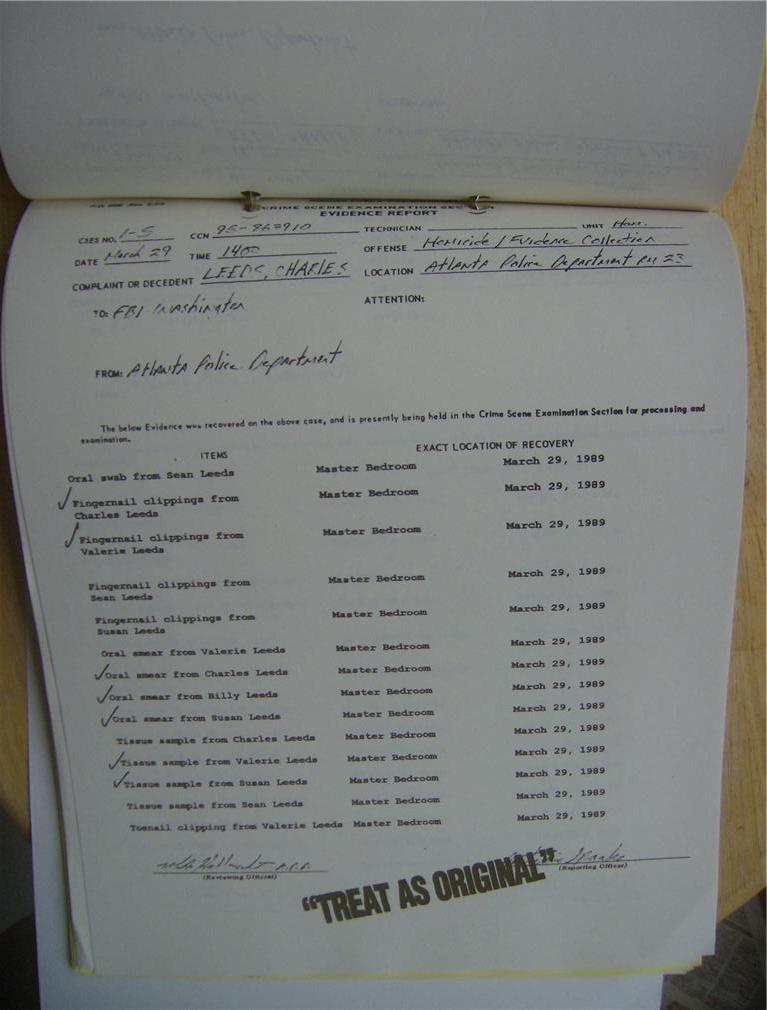 CRIME SCENE EXAMINATION SECTION
EVIDENCE REPORT
CSES NO. 1-5 CCN 95-862910 TECHNICIAN UNIT Hom.
DATE March 29 TIME 1400 OFFENSE Homicide / Evidence Collection
COMPLAINT OR DECEDENT LEEDS, CHARLES LOCATION Atlanta Police Department RM 23
TO: FBI Washington ATTENTION:
FROM: Atlanta Police Department
The below Evidence was recovered on the above case, and is presently being held in the Crime Scene Examination Section for processing and
examination.
ITEMS EXACT LOCATION OF RECOVERY
Oral swab from Sean Leeds Master Bedroom March 29, 1989
Fingernail clippings from Master Bedroom March 29, 1989
Charles Leeds
Fingernail clippings from Master Bedroom March 29, 1989
Valerie Leeds
Fingernail clippings from Master Bedroom March 29, 1989
Sean Leeds
Fingernail clippings from Master Bedroom March 29, 1989
Susan Leeds
Oral smear from Valerie Leeds Master Bedroom March 29, 1989
Oral smear from Charles Leeds Master Bedroom March 29, 1989
Oral smear from Billy Leeds Master Bedroom March 29, 1989
Oral smear from Susan Leeds Master Bedroom March 29, 1989
Tissue sample from Charles Leeds Master Bedroom March 29, 1989
Tissue sample from Valerie Leeds Master Bedroom March 29, 1989
Tissue sample from Susan Leeds Master Bedroom March 29, 1989
Tissue sample from Sean Leeds Master Bedroom March 29, 1989
Toenail clipping from Valerie Leeds Master Bedroom March 29, 1989
(Reviewing Official) (Reporting Officer)
"TREAT AS ORIGINAL"